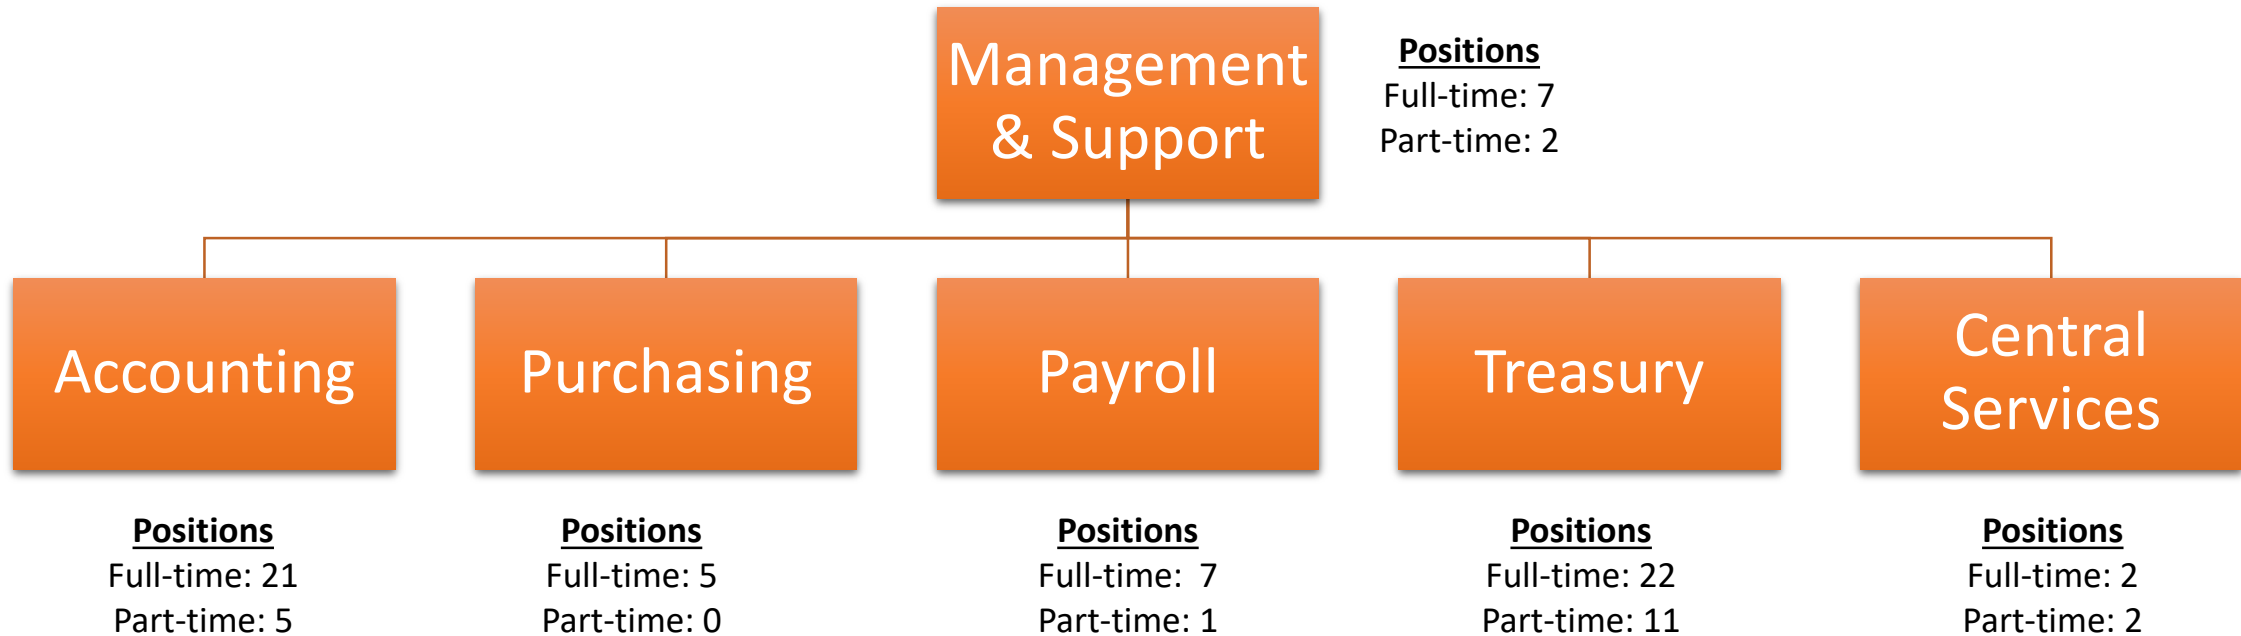 Management
& Support
Positions
Full-time: 7
Part-time: 2
Accounting
Purchasing
Payroll
Treasury
Central
Services
Positions
Full-time: 21
Part-time: 5
Positions
Full-time: 5
Part-time: 0
Positions
Full-time:  7
Part-time: 1
Positions
Full-time: 22
Part-time: 11
Positions
Full-time: 2
Part-time: 2